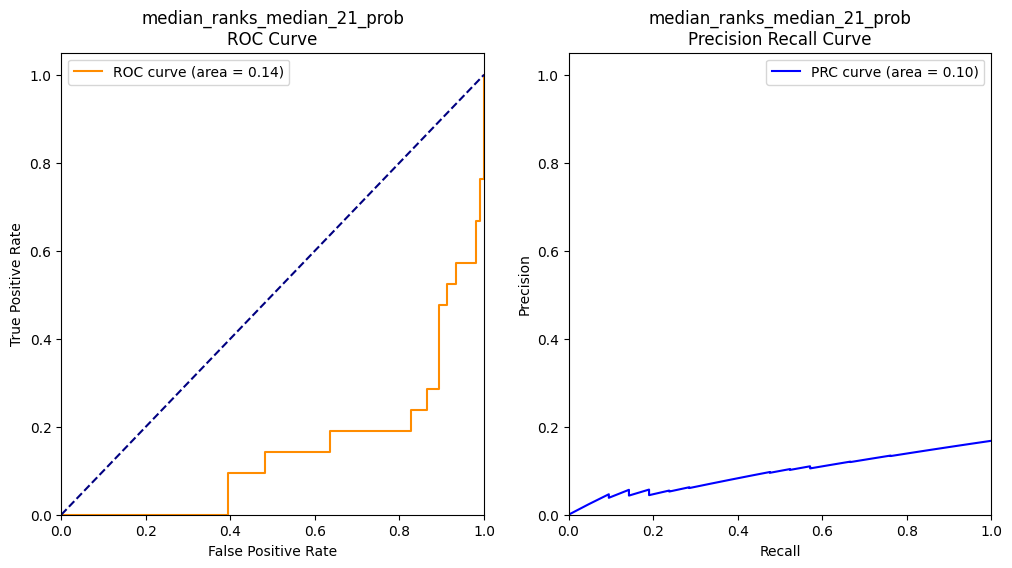 median_ranks_median_21_prob
ROC Curve
ROC curve (area = 0.14)
True Positive Rate
1.0
0.8
0.6
0.4
0.2
0.0
0.0 0.2 0.4 0.6 0.8 1.0
False Positive Rate
median_ranks_median_21_prob
Precision Recall Curve
PRC curve (area = 0.10)
Precision
1.0
0.8
0.6
0.4
0.2
0.0
0.0 0.2 0.4 0.6 0.8 1.0
Recall